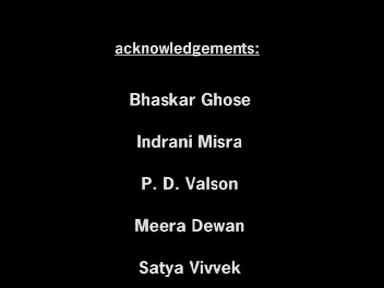 acknowledgements:
Bhaskar Ghose
Indrani Misra
P. D. Valson
Meera Dewan
Satya Vivvek